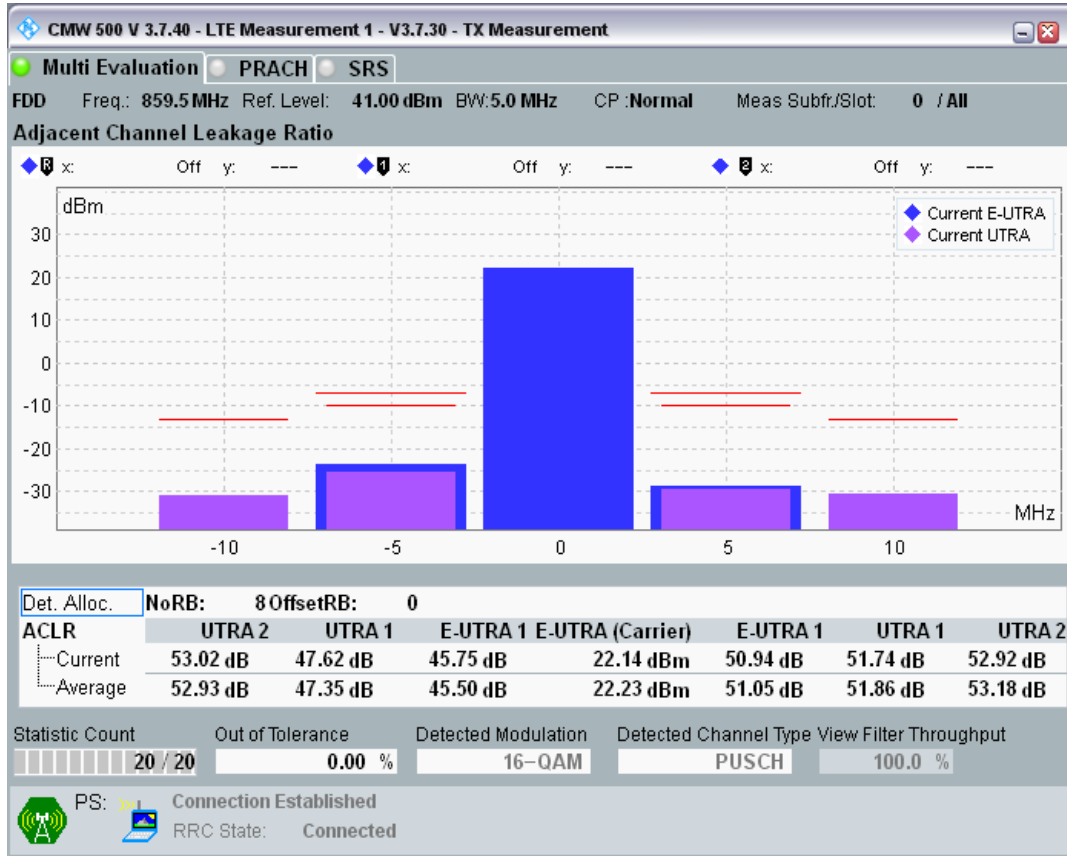 CMW 500 V 3.7.40 - LTE Measurement 1 - V3.7.30 - TX Measurement
Multi Evaluation PRACH SRS
FDD Freq.: 859.5 MHz Ref. Level: 41.00 dBm BW:5.0 MHz CP :Normal Meas Subfr./Slot: 0 / All
Adjacent Channel Leakage Ratio
R x: Off y: --- 1 x: Off y: --- 2 x: Off y: ---
dBm
Current E-UTRA
Current UTRA
30
20
10
0
-10
-20
-30
MHz
-10 -5 0 5 10
Det. Alloc. NoRB: 8 OffsetRB: 0
ACLR UTRA 2 UTRA 1 E-UTRA 1 E-UTRA (Carrier) E-UTRA 1 UTRA 1 UTRA 2
Current 53.02 dB 47.62 dB 45.75 dB 22.14 dBm 50.94 dB 51.74 dB 52.92 dB
Average 52.93 dB 47.35 dB 45.50 dB 22.23 dBm 51.05 dB 51.86 dB 53.18 dB
Statistic Count Out of Tolerance Detected Modulation Detected Channel Type View Filter Throughput
20 / 20 0.00 % 16-QAM PUSCH 100.0 %
PS: Connection Established
RRC State: Connected